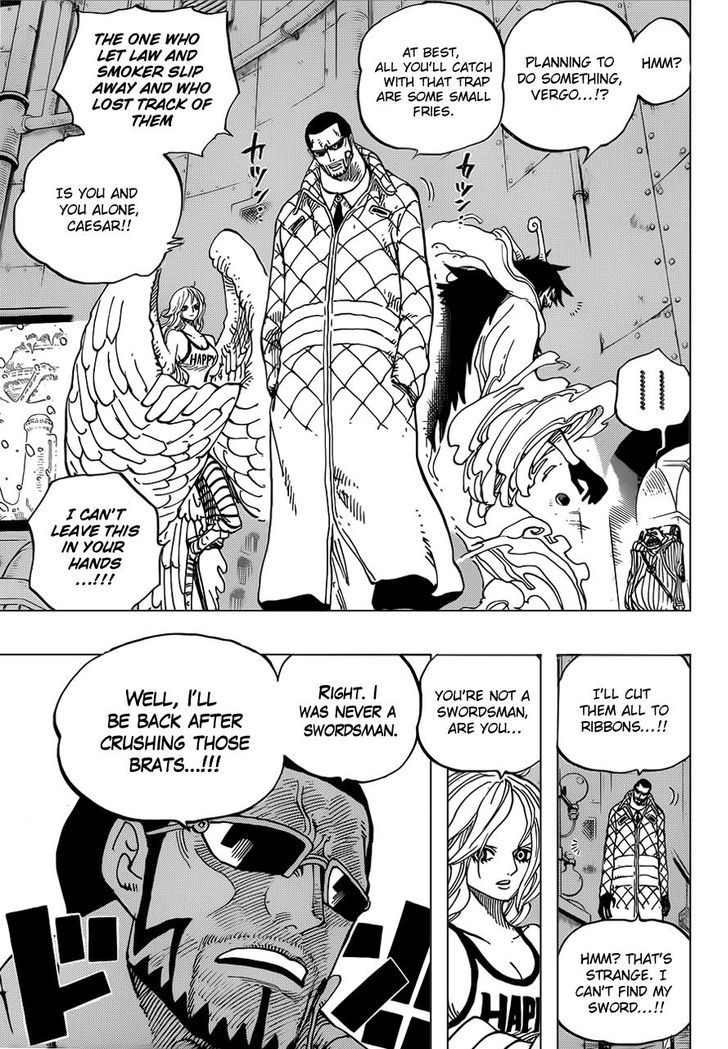 HMM?
PLANNING
TO DO
SOMETHING,
VERGO...!?
AT BEST,
ALL YOU'LL CATCH
WITH THAT TRAP
ARE SOME SMALL
FRIES.
THE ONE WHO
LET LAW AND
SMOKER SLIP
AWAY AND WHO
LOST TRACK OF
THEM
IS YOU AND
YOU ALONE,
CAESAR!!
HAPPY
!!!!
I CAN'T
LEAVE THIS
IN YOUR
HANDS
...!!!
I'LL CUT
THEM ALL TO
RIBBONS...!!
HMM? THAT'S
STRANGE. I
CAN'T FIND MY
SWORD...!!
YOU'RE NOT A
SWORDSMAN,
ARE YOU...
HAPP
RIGHT. I
WAS NEVER A
SWORDSMAN.
WELL, I'LL
BE BACK AFTER
CRUSHING THOSE
BRATS...!!!
ドン!!